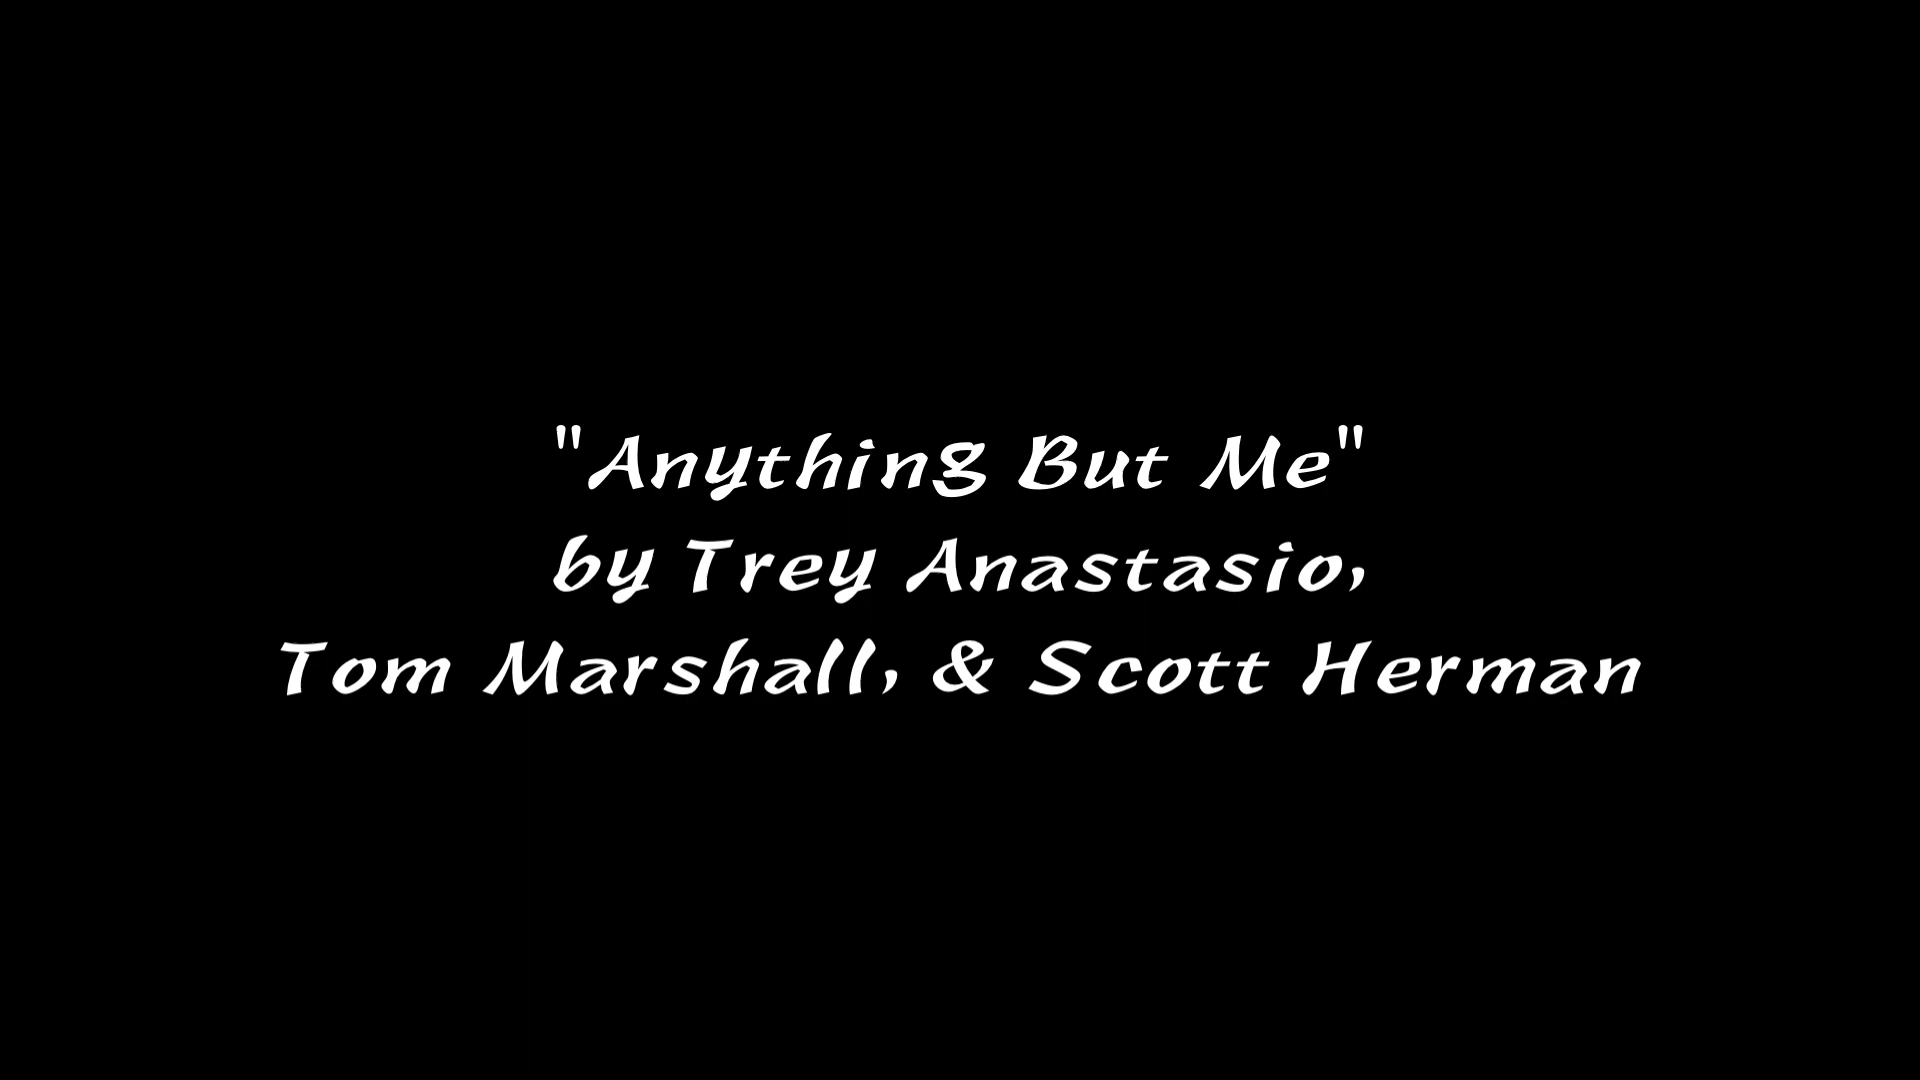 "Anything But Me"
by Trey Anastasio,
Tom Marshall, & Scott Herman